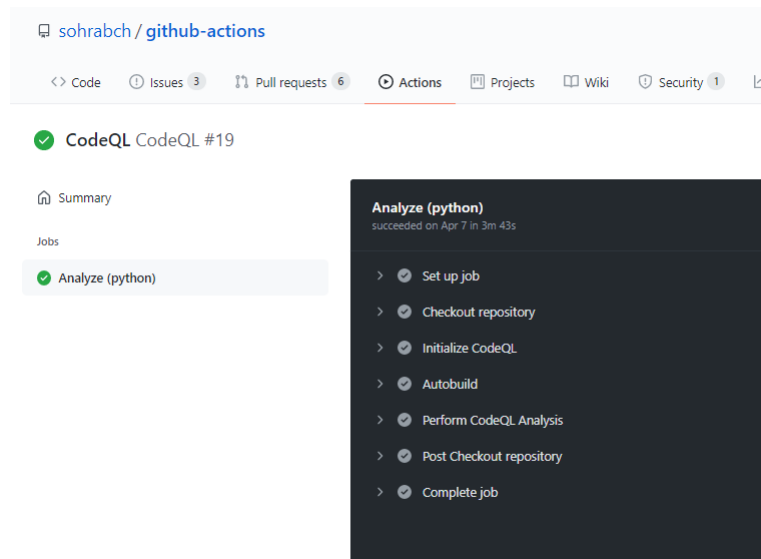 sohrabch / github-actions
<> Code Issues 3 Pull requests 6 Actions Projects Wiki Security 1
CodeQL CodeQL #19
Summary
Jobs
Analyze (python)
Analyze (python)
succeeded on Apr 7 in 3m 43s
Set up job
Checkout repository
Initialize CodeQL
Autobuild
Perform CodeQL Analysis
Post Checkout repository
Complete job